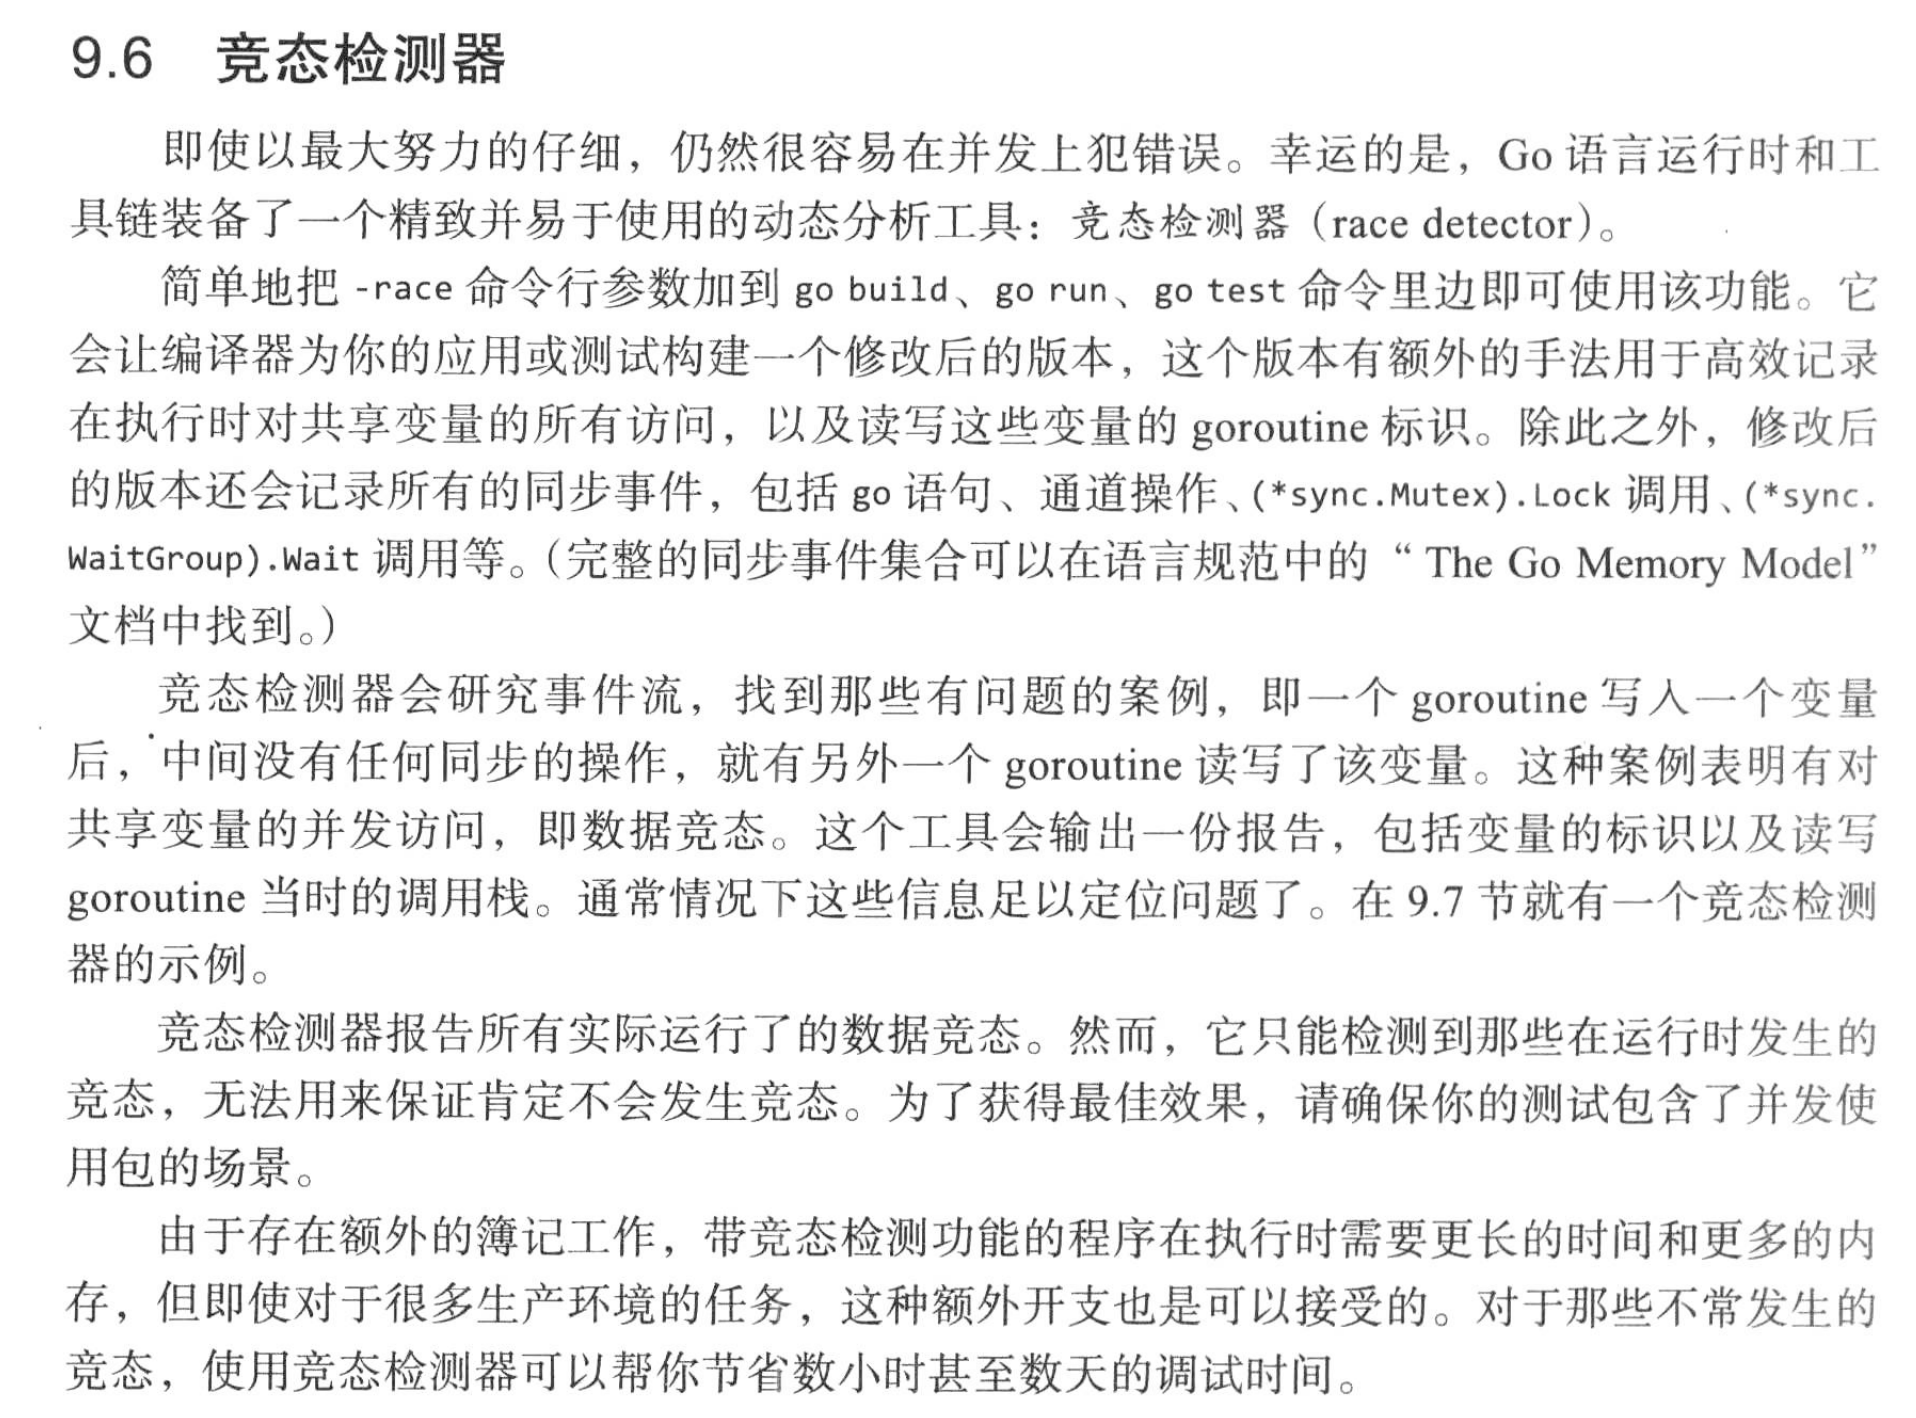 9.6 竞态检测器
即使以最大努力的仔细，仍然很容易在并发上犯错误。幸运的是，Go 语言运行时和工
具链装备了一个精致并易于使用的动态分析工具：竞态检测器（race detector）。
简单地把 -race 命令行参数加到 go build、go run、go test 命令里边即可使用该功能。它
会让编译器为你的应用或测试构建一个修改后的版本，这个版本有额外的手法用于高效记录
在执行时对共享变量的所有访问，以及读写这些变量的 goroutine 标识。除此之外，修改后
的版本还会记录所有的同步事件，包括 go 语句、通道操作、(*sync.Mutex).Lock 调用、(*sync.
WaitGroup).Wait 调用等。（完整的同步事件集合可以在语言规范中的 “The Go Memory Model”
文档中找到。）
竞态检测器会研究事件流，找到那些有问题的案例，即一个 goroutine 写入一个变量
后，中间没有任何同步的操作，就有另外一个 goroutine 读写了该变量。这种案例表明有对
共享变量的并发访问，即数据竞态。这个工具会输出一份报告，包括变量的标识以及读写
goroutine 当时的调用栈。通常情况下这些信息足以定位问题了。在 9.7 节就有一个竞态检测
器的示例。
竞态检测器报告所有实际运行了的数据竞态。然而，它只能检测到那些在运行时发生的
竞态，无法用来保证肯定不会发生竞态。为了获得最佳效果，请确保你的测试包含了并发使
用包的场景。
由于存在额外的簿记工作，带竞态检测功能的程序在执行时需要更长的时间和更多的内
存，但即使对于很多生产环境的任务，这种额外开支也是可以接受的。对于那些不常发生的
竞态，使用竞态检测器可以帮你节省数小时甚至数天的调试时间。